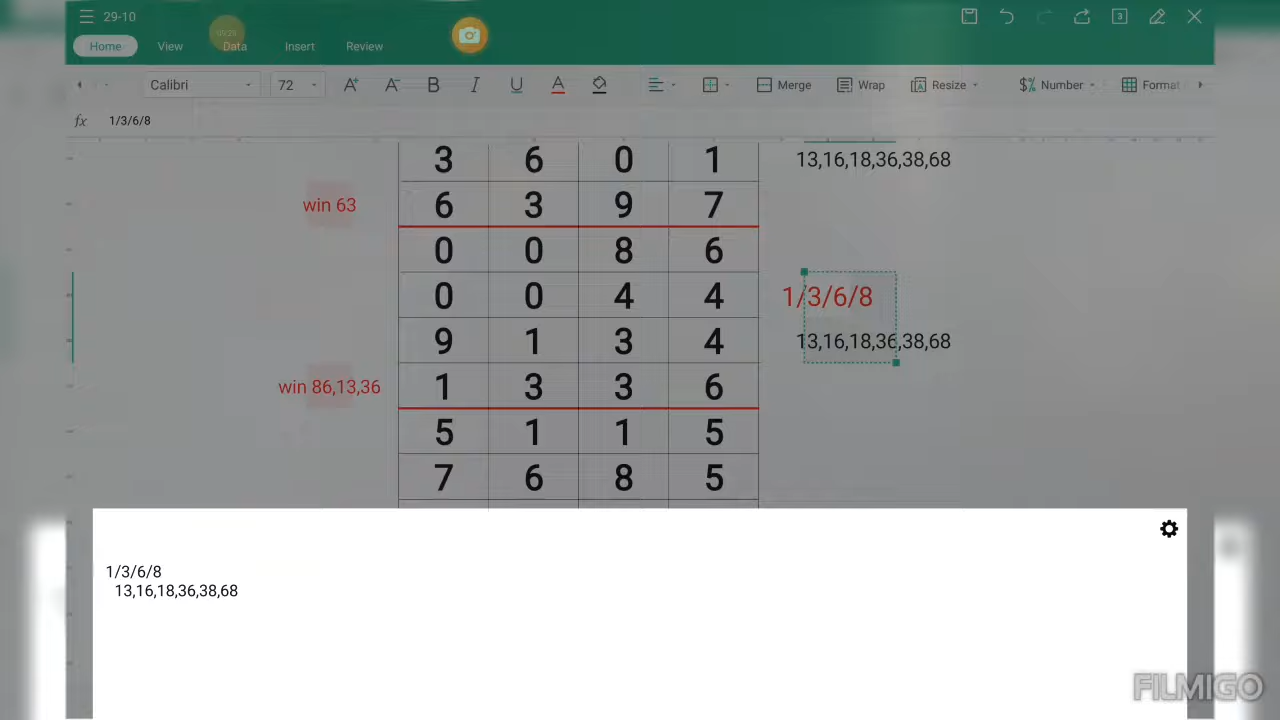 29-10
Home View Data Insert Review
3
Calibri 72 A+ A- B I U A Merge Wrap Resize $% Number Format
fx 1/3/6/8
3 6 0 1 13,16,18,36,38,68
win 63 6 3 9 7
0 0 8 6
0 0 4 4 1/3/6/8
9 1 3 4 13,16,18,36,38,68
win 86,13,36 1 3 3 6
5 1 1 5
7 6 8 5
1/3/6/8
13,16,18,36,38,68
FILMIGO